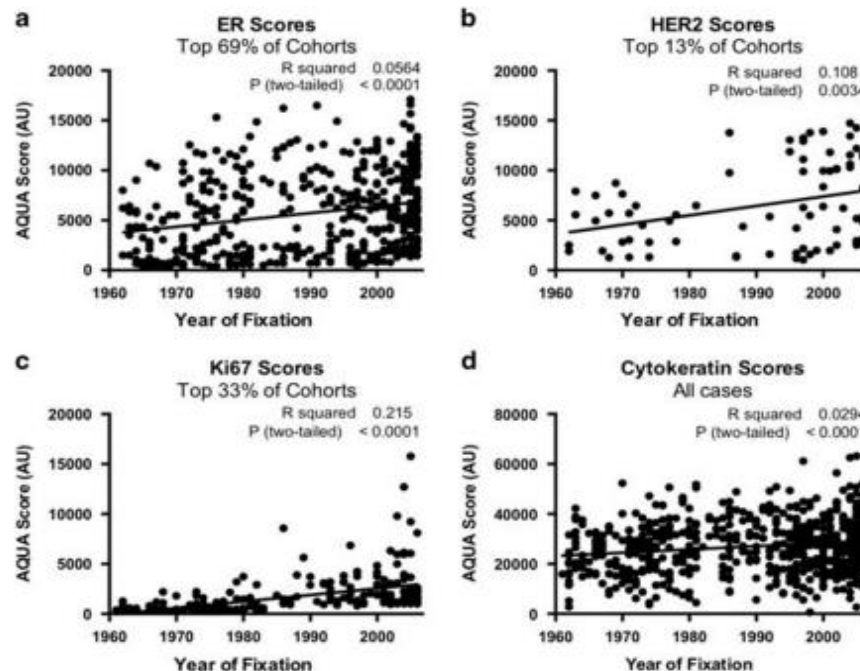 a
ER Scores
Top 69% of Cohorts
R squared 0.0564
P (two-tailed) < 0.0001
20000
15000
10000
5000
0
AQUA Score (AU)
1960 1970 1980 1990 2000
Year of Fixation
b
HER2 Scores
Top 13% of Cohorts
R squared 0.108
P (two-tailed) 0.0034
20000
15000
10000
5000
0
AQUA Score (AU)
1960 1970 1980 1990 2000
Year of Fixation
c
Ki67 Scores
Top 33% of Cohorts
R squared 0.215
P (two-tailed) < 0.0001
20000
15000
10000
5000
0
AQUA Score (AU)
1960 1970 1980 1990 2000
Year of Fixation
d
Cytokeratin Scores
All cases
R squared 0.0294
P (two-tailed) < 0.000
80000
60000
40000
20000
0
AQUA Score (AU)
1960 1970 1980 1990 2000
Year of Fixation